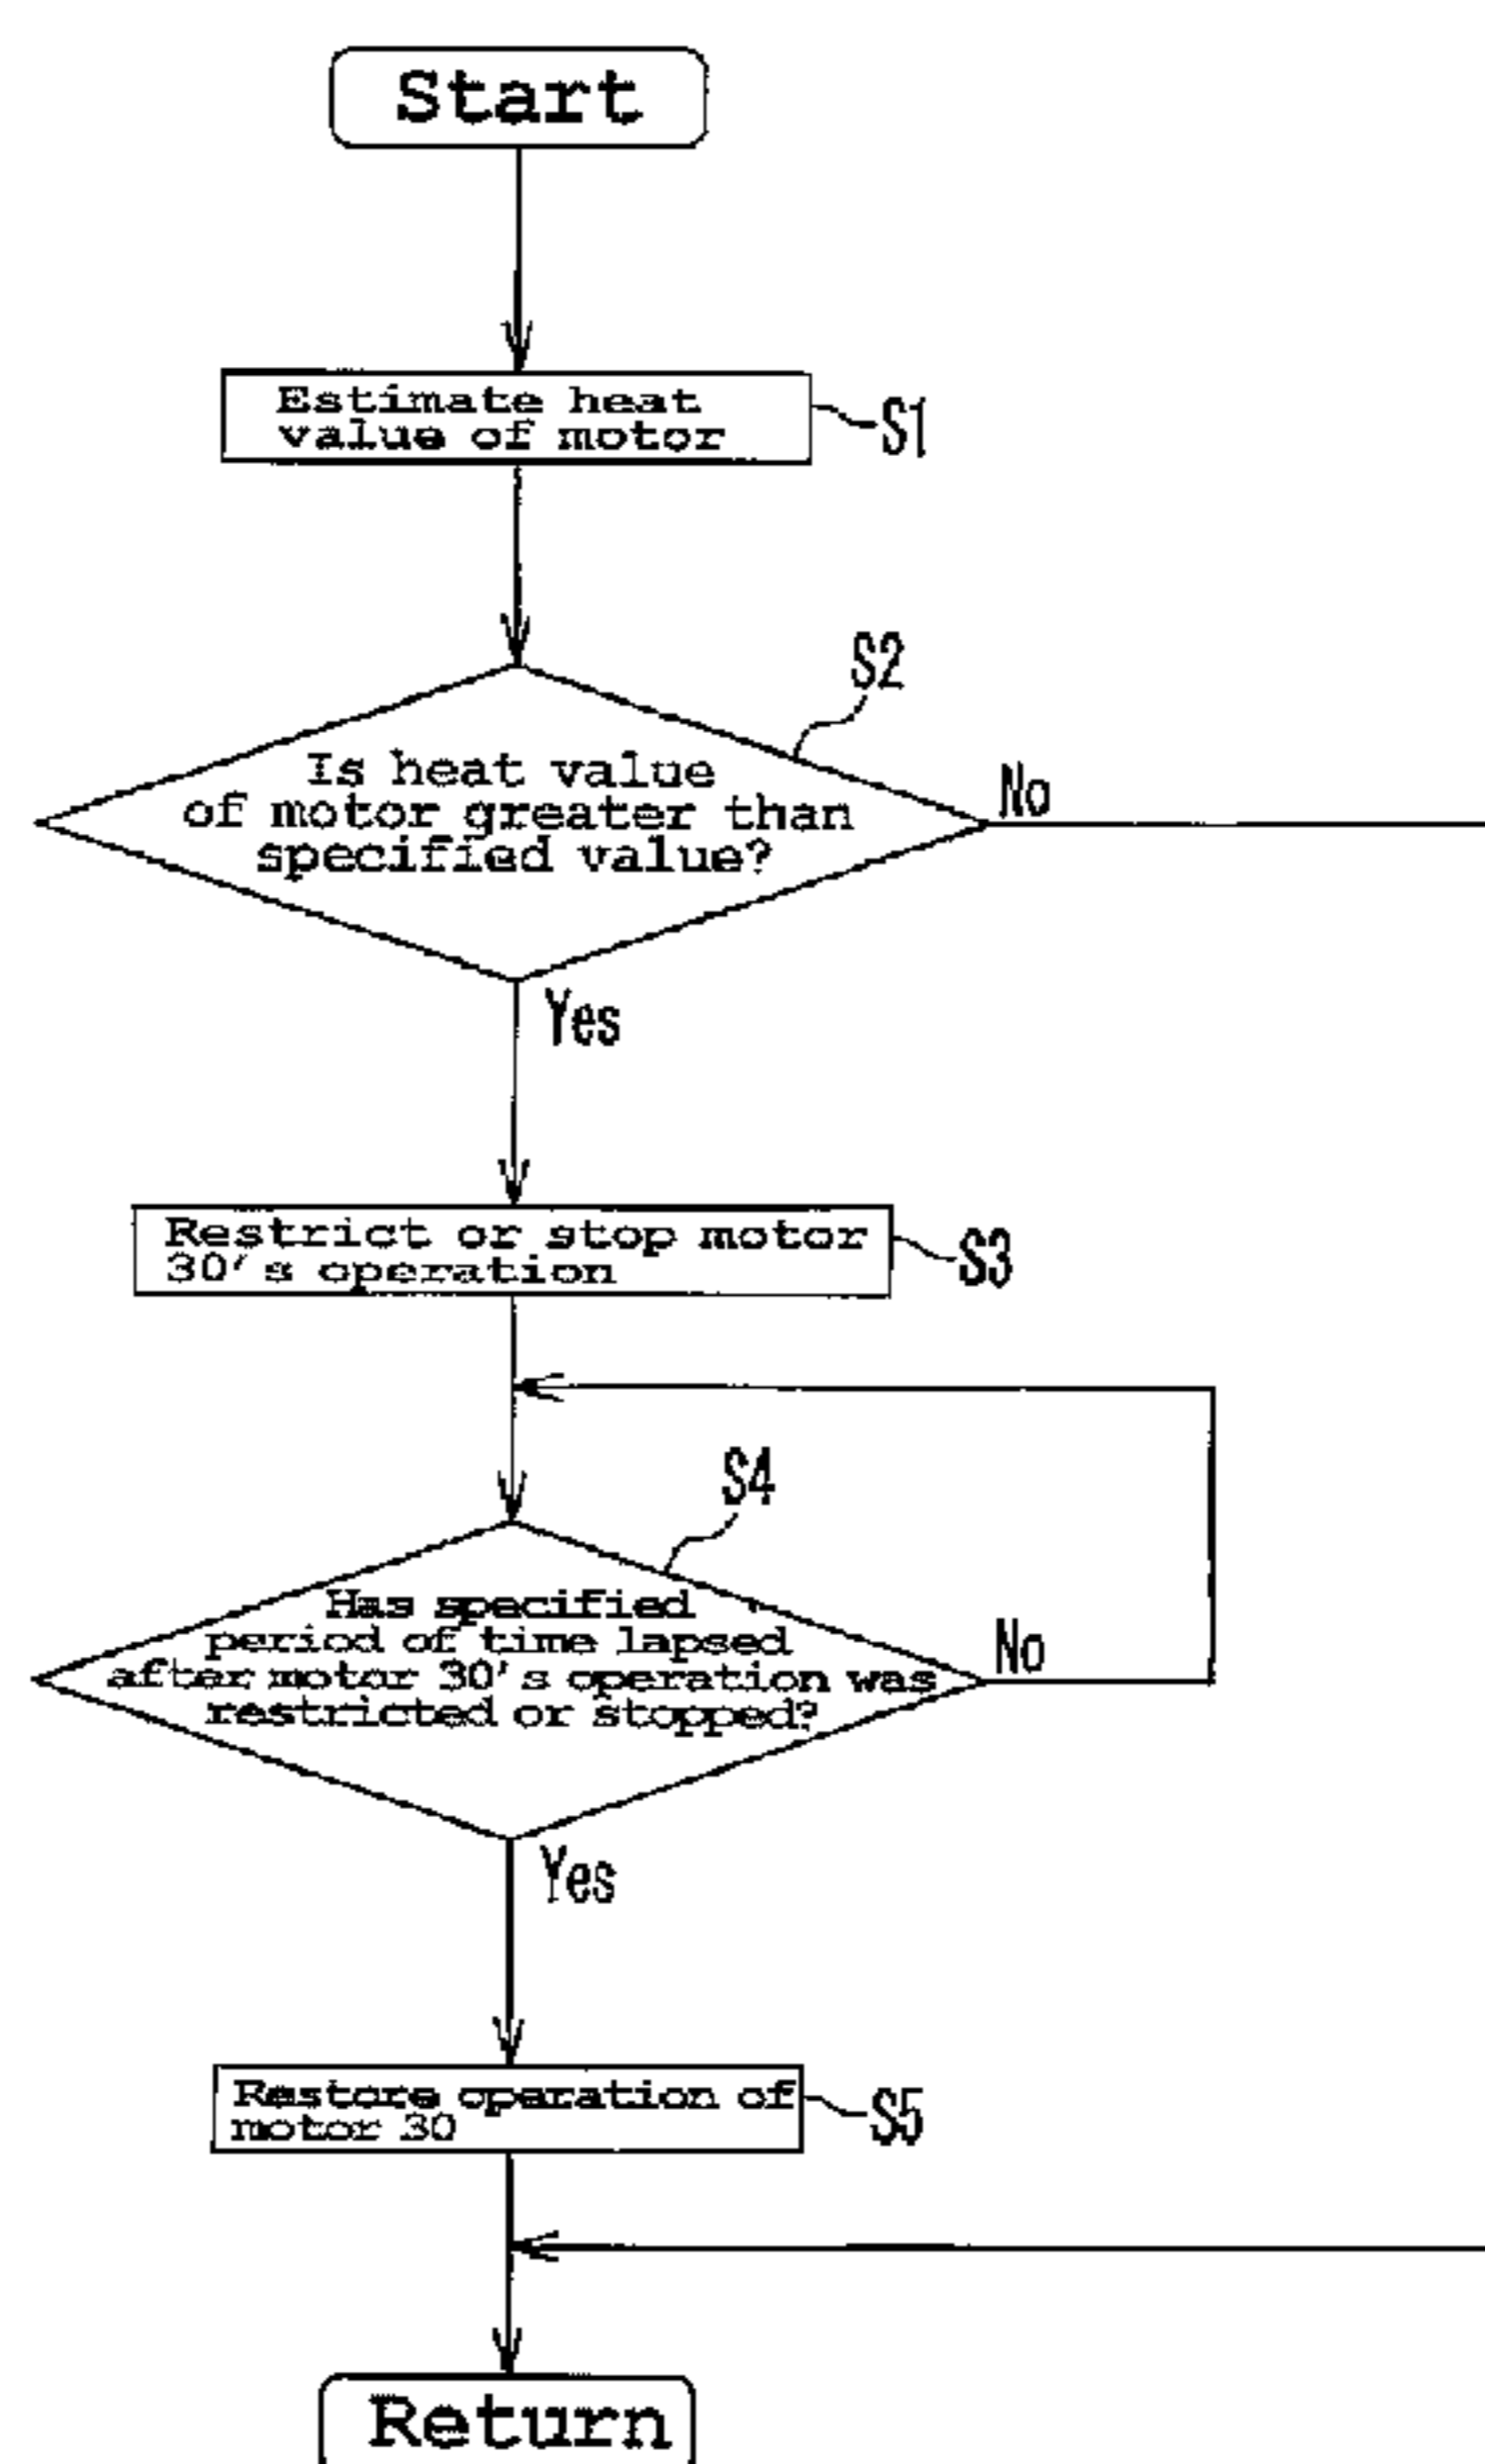 Start
Estimate heat
value of motor
S1
S2
Is heat value
of motor greater than
specified value?
No
Yes
Restrict or stop motor
30's operation
S3
S4
Has specified
period of time lapsed
after motor 30's operation was
restricted or stopped?
No
Yes
Restore operation of
motor 30
S5
Return